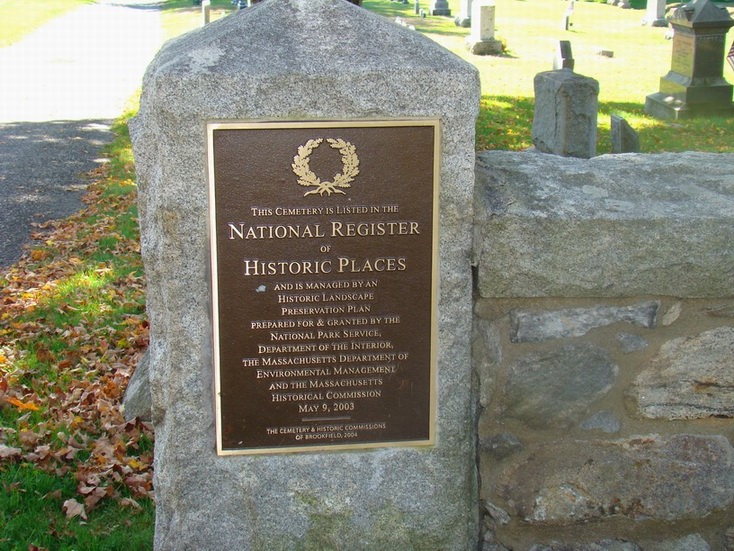 This Cemetery is Listed in the
National Register
of
Historic Places
and is managed by an
Historic Landscape
Preservation Plan
prepared for & granted by the
National Park Service,
Department of the Interior,
the Massachusetts Department of
Environmental Management
and the Massachusetts
Historical Commission
May 9, 2003
The Cemetery & Historic Commissions
of Brookfield, 2004